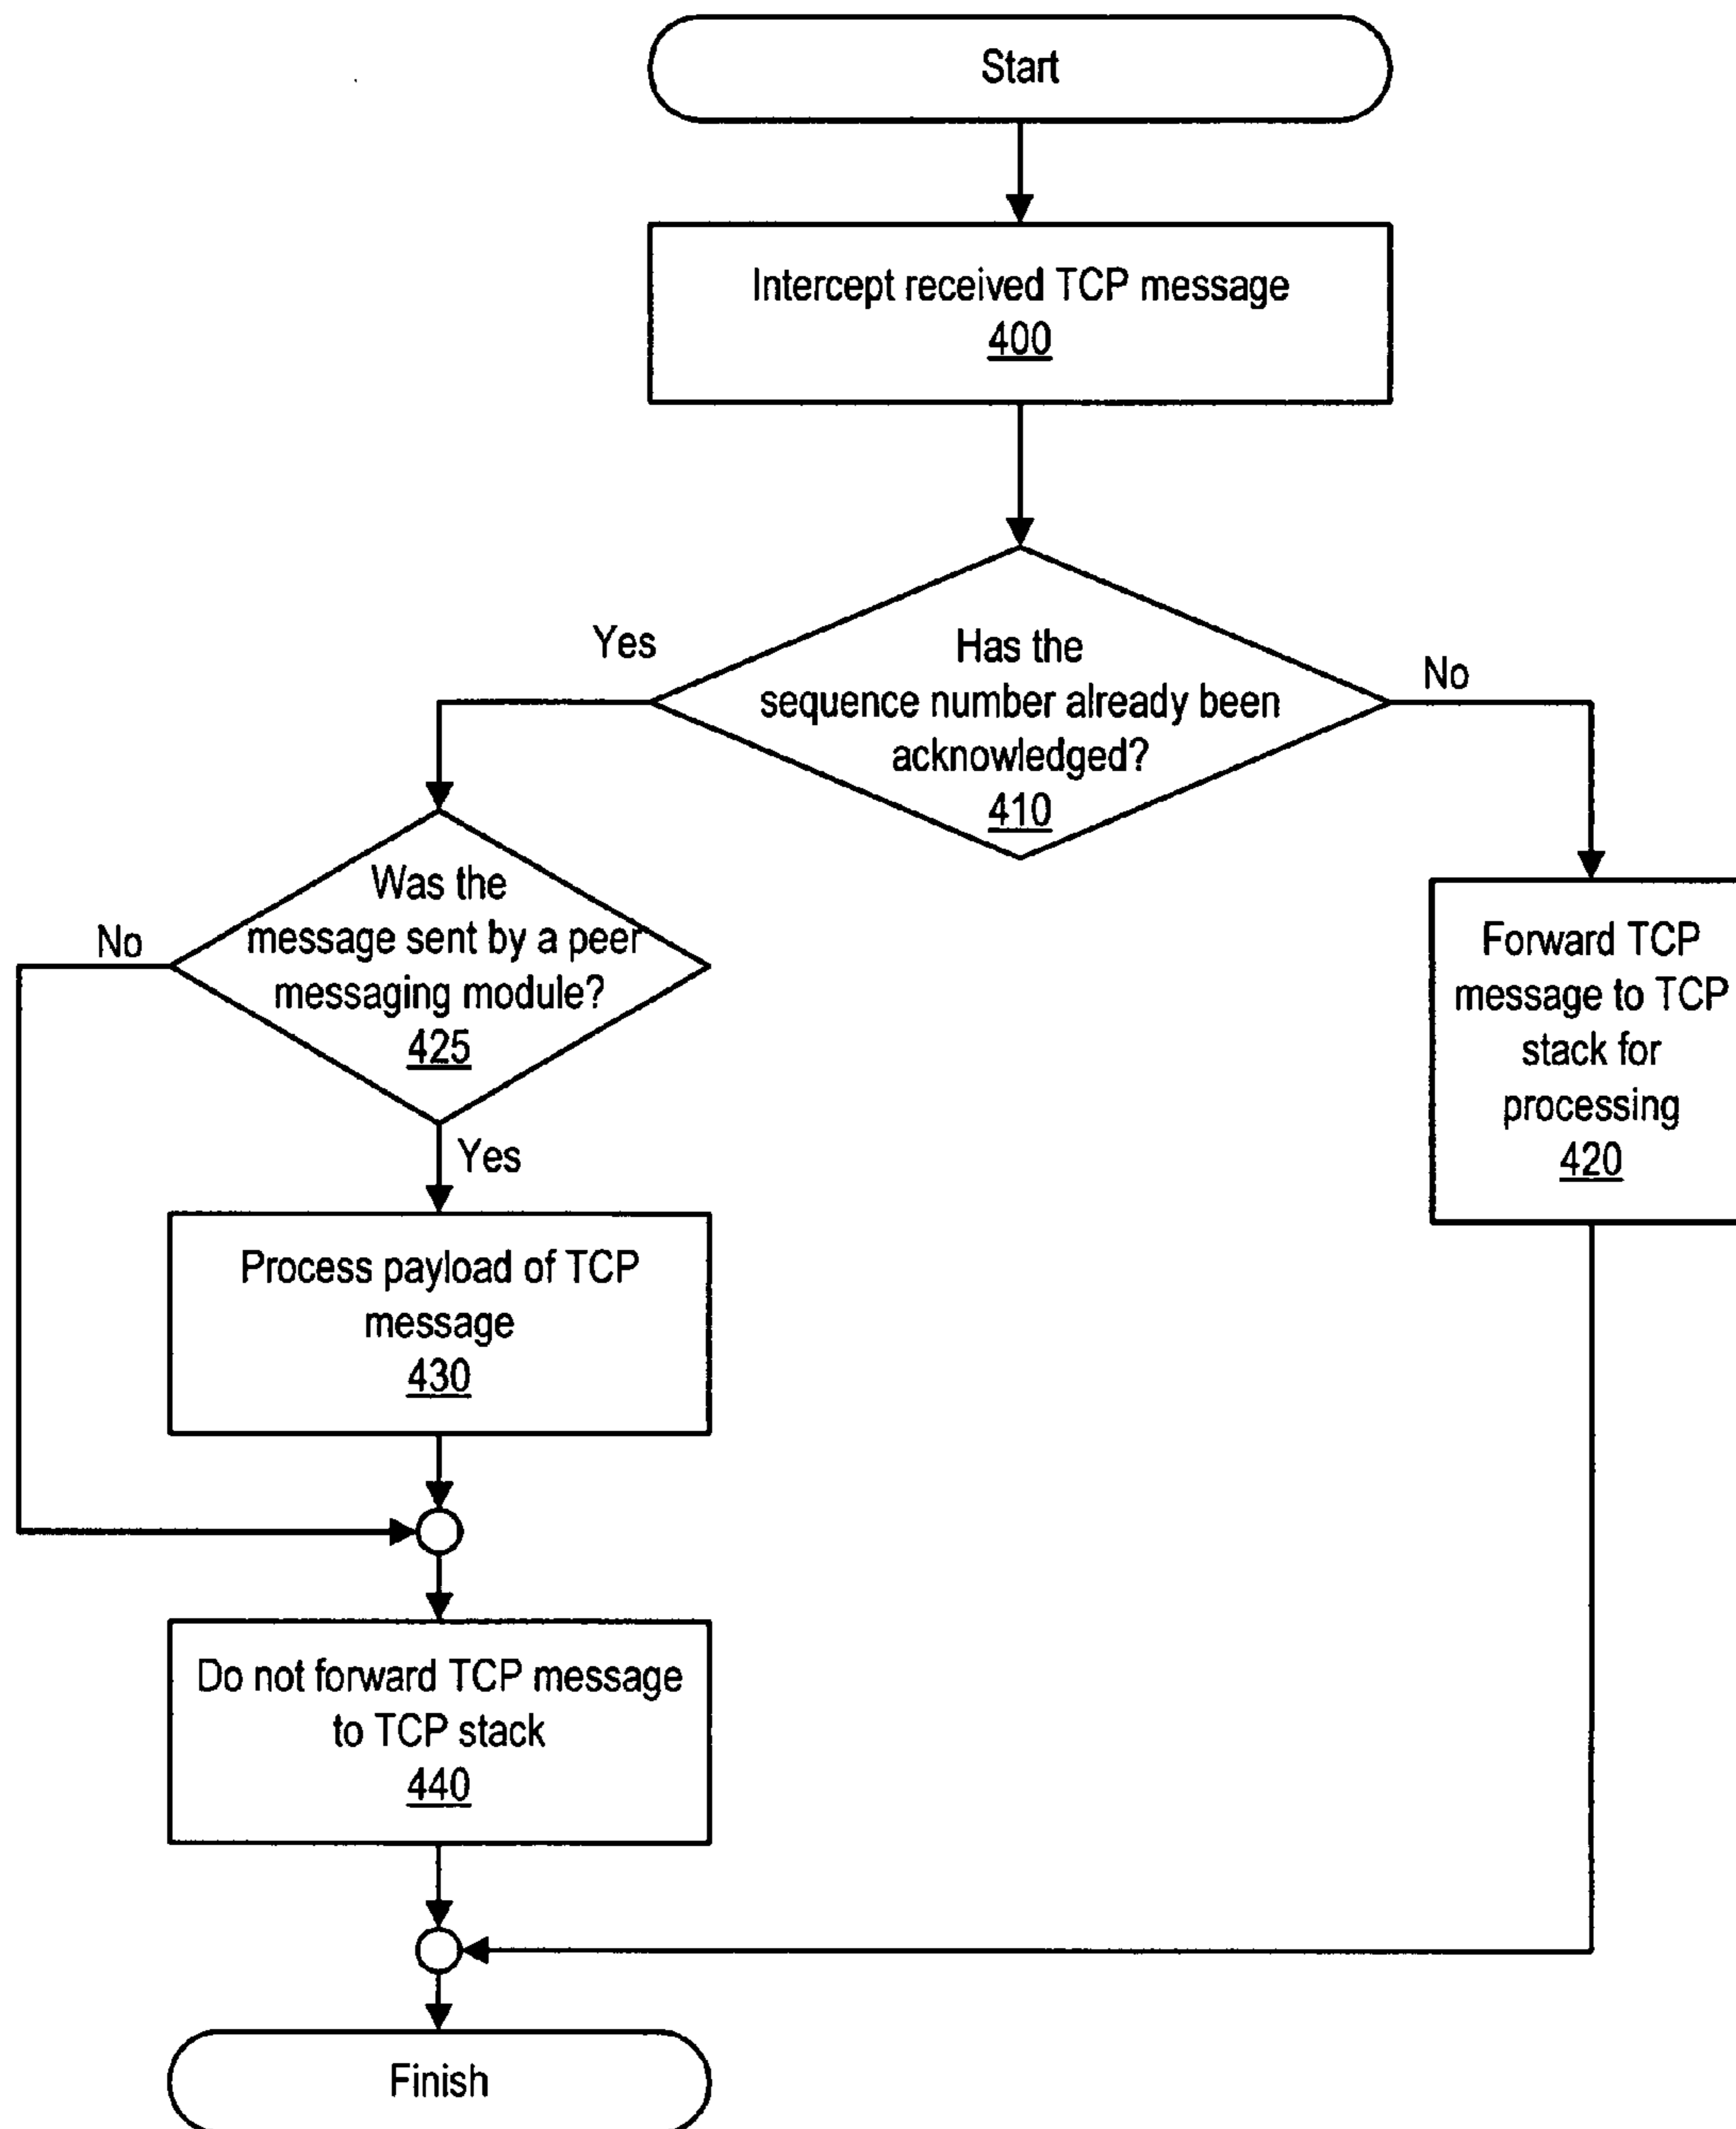 Start
Intercept received TCP message
400
Yes
Has the
sequence number already been
acknowledged?
410
No
Was the
message sent by a peer
messaging module?
425
No
Forward TCP
message to TCP
stack for
processing
420
Yes
Process payload of TCP
message
430
Do not forward TCP message
to TCP stack
440
Finish